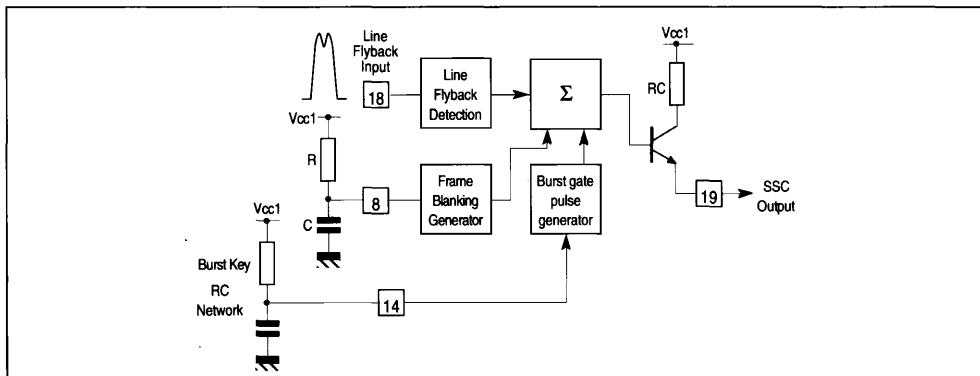 Line
Flyback
Input
18
Line
Flyback
Detection
Σ
Vcc1
RC
Vcc1
R
C
8
Frame
Blanking
Generator
Burst gate
pulse
generator
19
SSC
Output
Vcc1
Burst Key
RC
Network
14